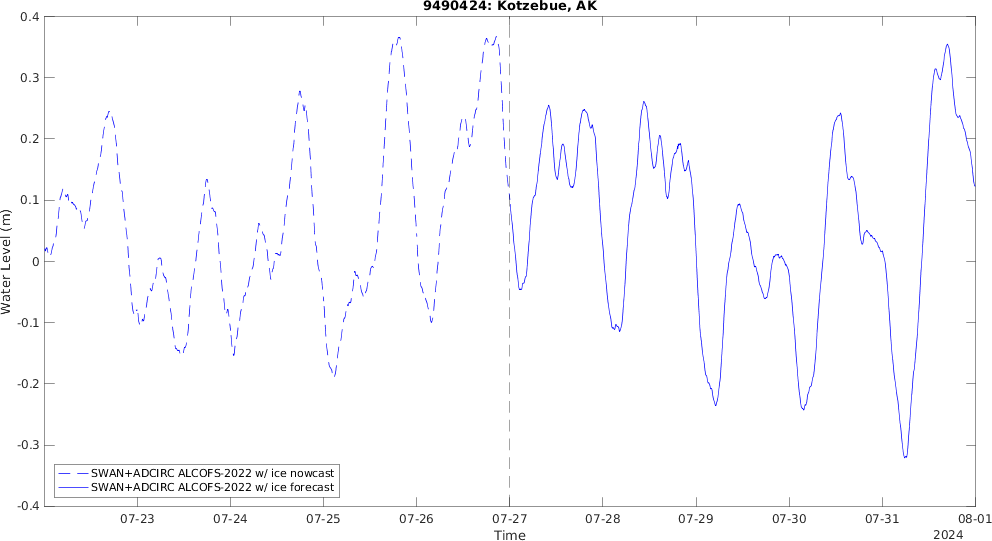 9490424: Kotzebue, AK
0.4
0.3
0.2
0.1
0
-0.1
-0.2
-0.3
-0.4
Water Level (m)
SWAN+ADCIRC ALCOFS-2022 w/ ice nowcast
SWAN+ADCIRC ALCOFS-2022 w/ ice forecast
07-23 07-24 07-25 07-26 07-27 07-28 07-29 07-30 07-31 08-01
Time
2024